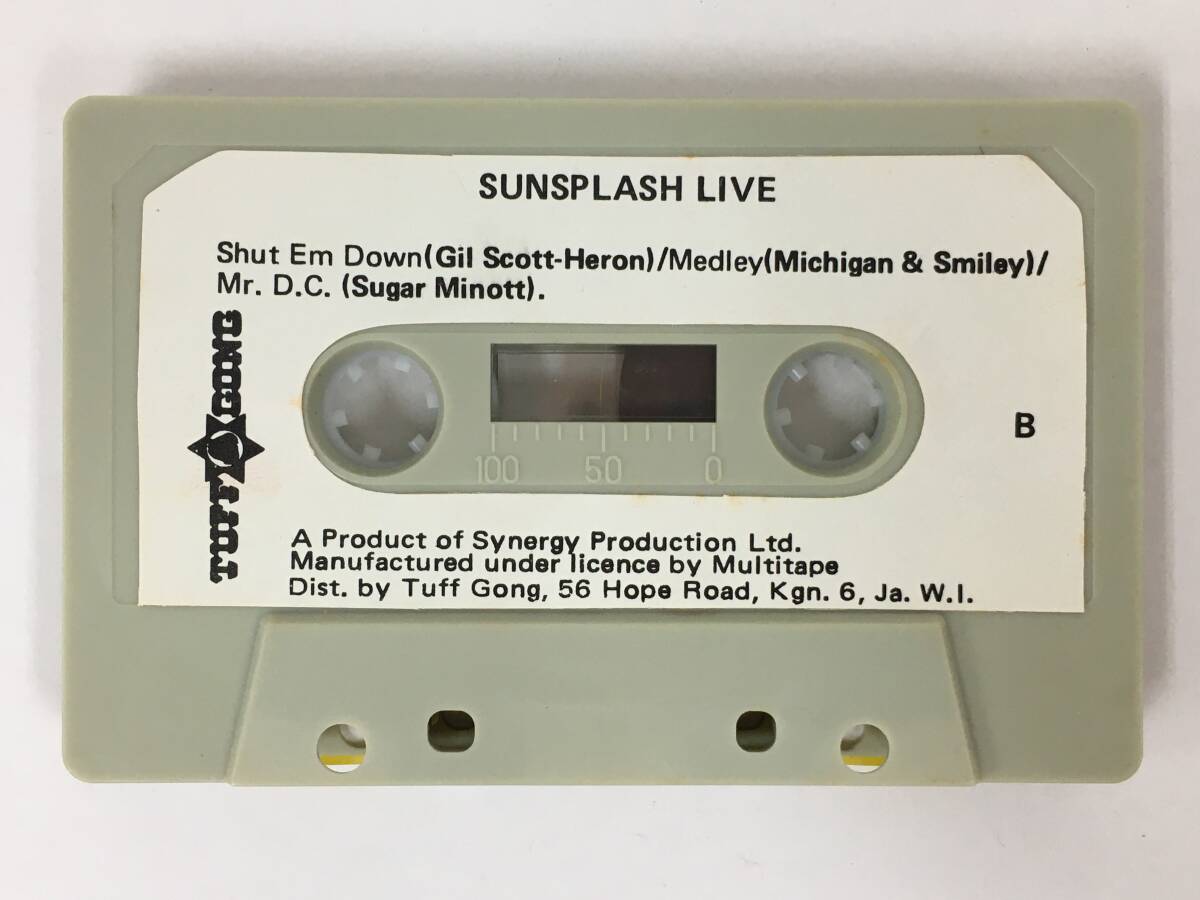 SUNSPLASH LIVE
Shut Em Down(Gil Scott-Heron)/Medley(Michigan & Smiley)/
Mr. D.C. (Sugar Minott).
TUFF GONG
B
100 50 0
A Product of Synergy Production Ltd.
Manufactured under licence by Multitape
Dist. by Tuff Gong, 56 Hope Road, Kgn. 6, Ja. W.I.